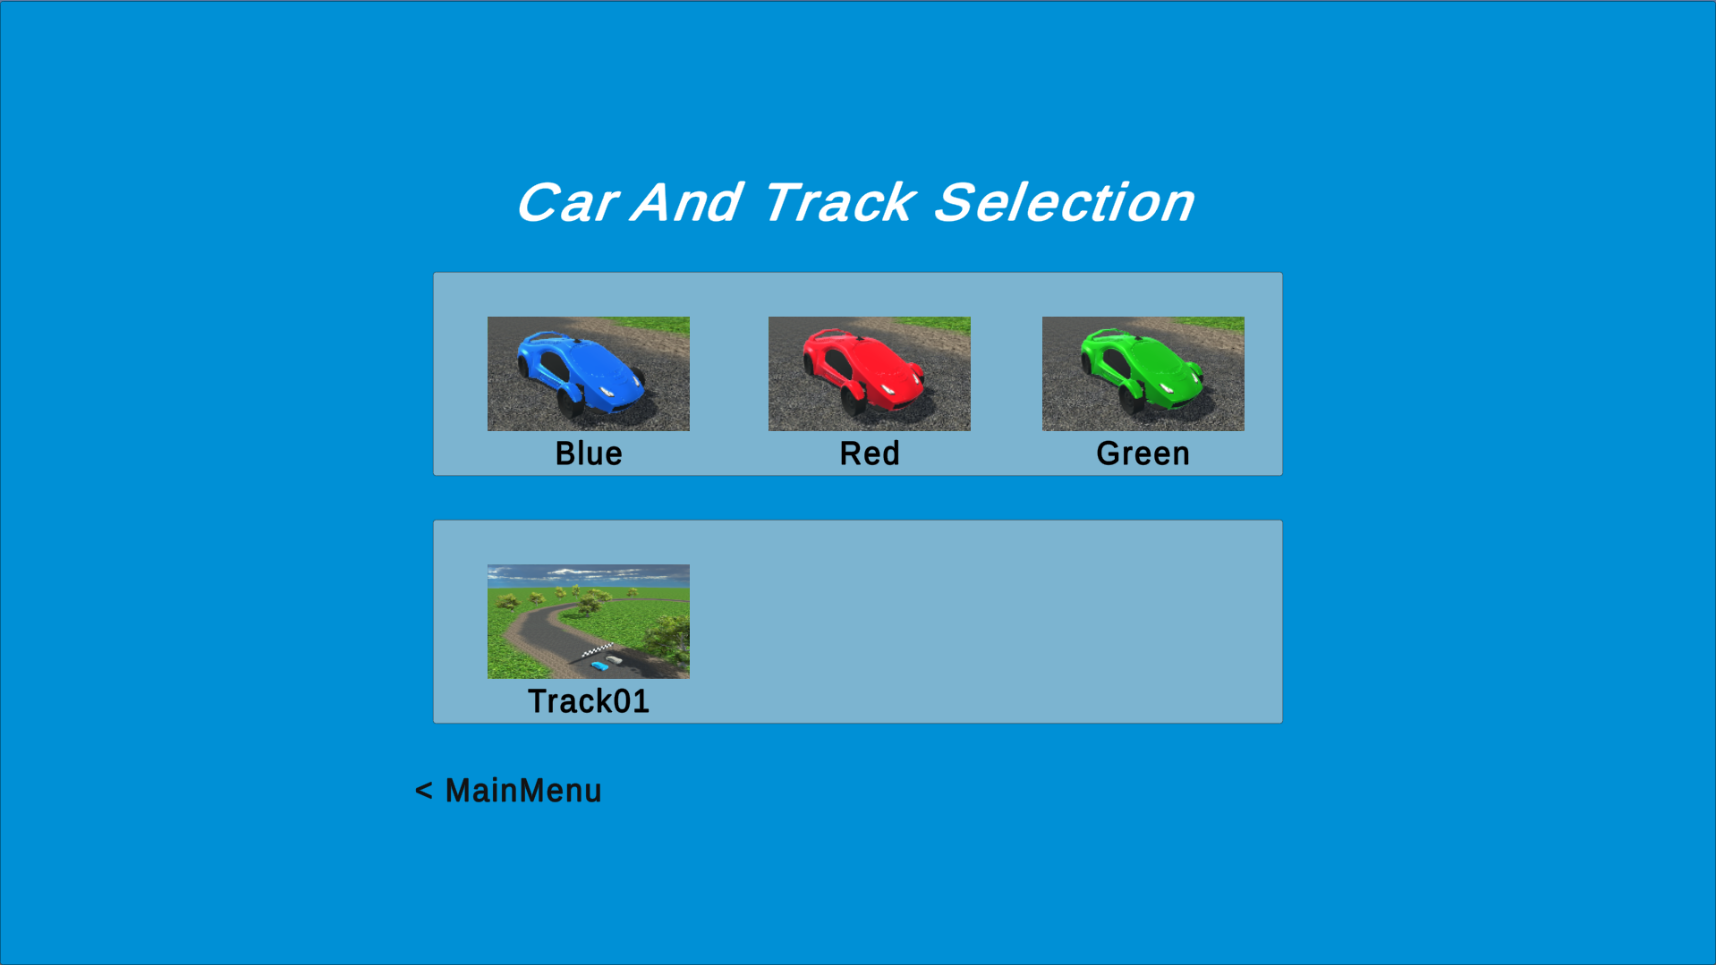 Car And Track Selection
Blue
Red
Green
Track01
< MainMenu